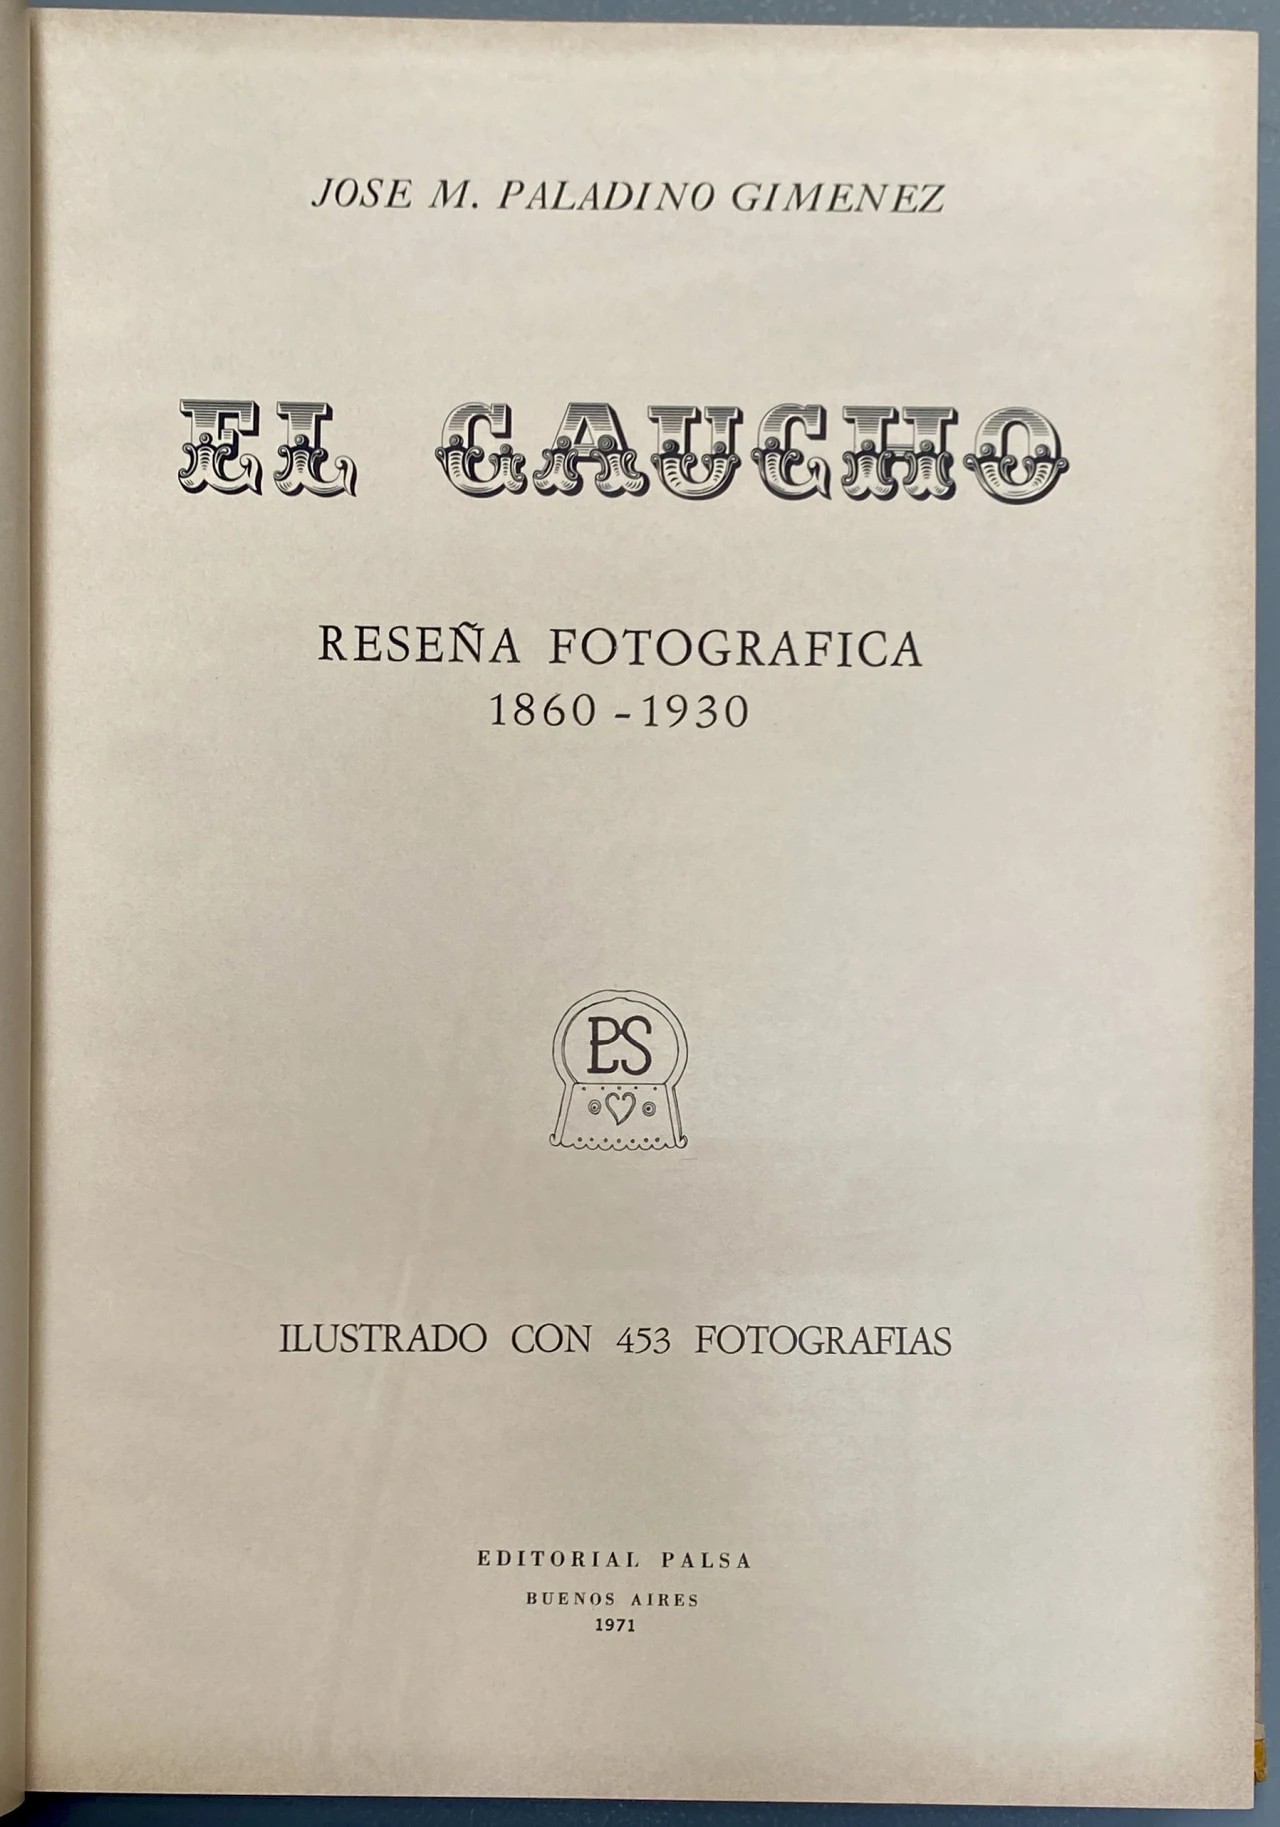 JOSE M. PALADINO GIMENEZ
EL GAUCHO
RESEÑA FOTOGRAFICA
1860 - 1930
PS
ILUSTRADO CON 453 FOTOGRAFIAS
EDITORIAL PALSA
BUENOS AIRES
1971